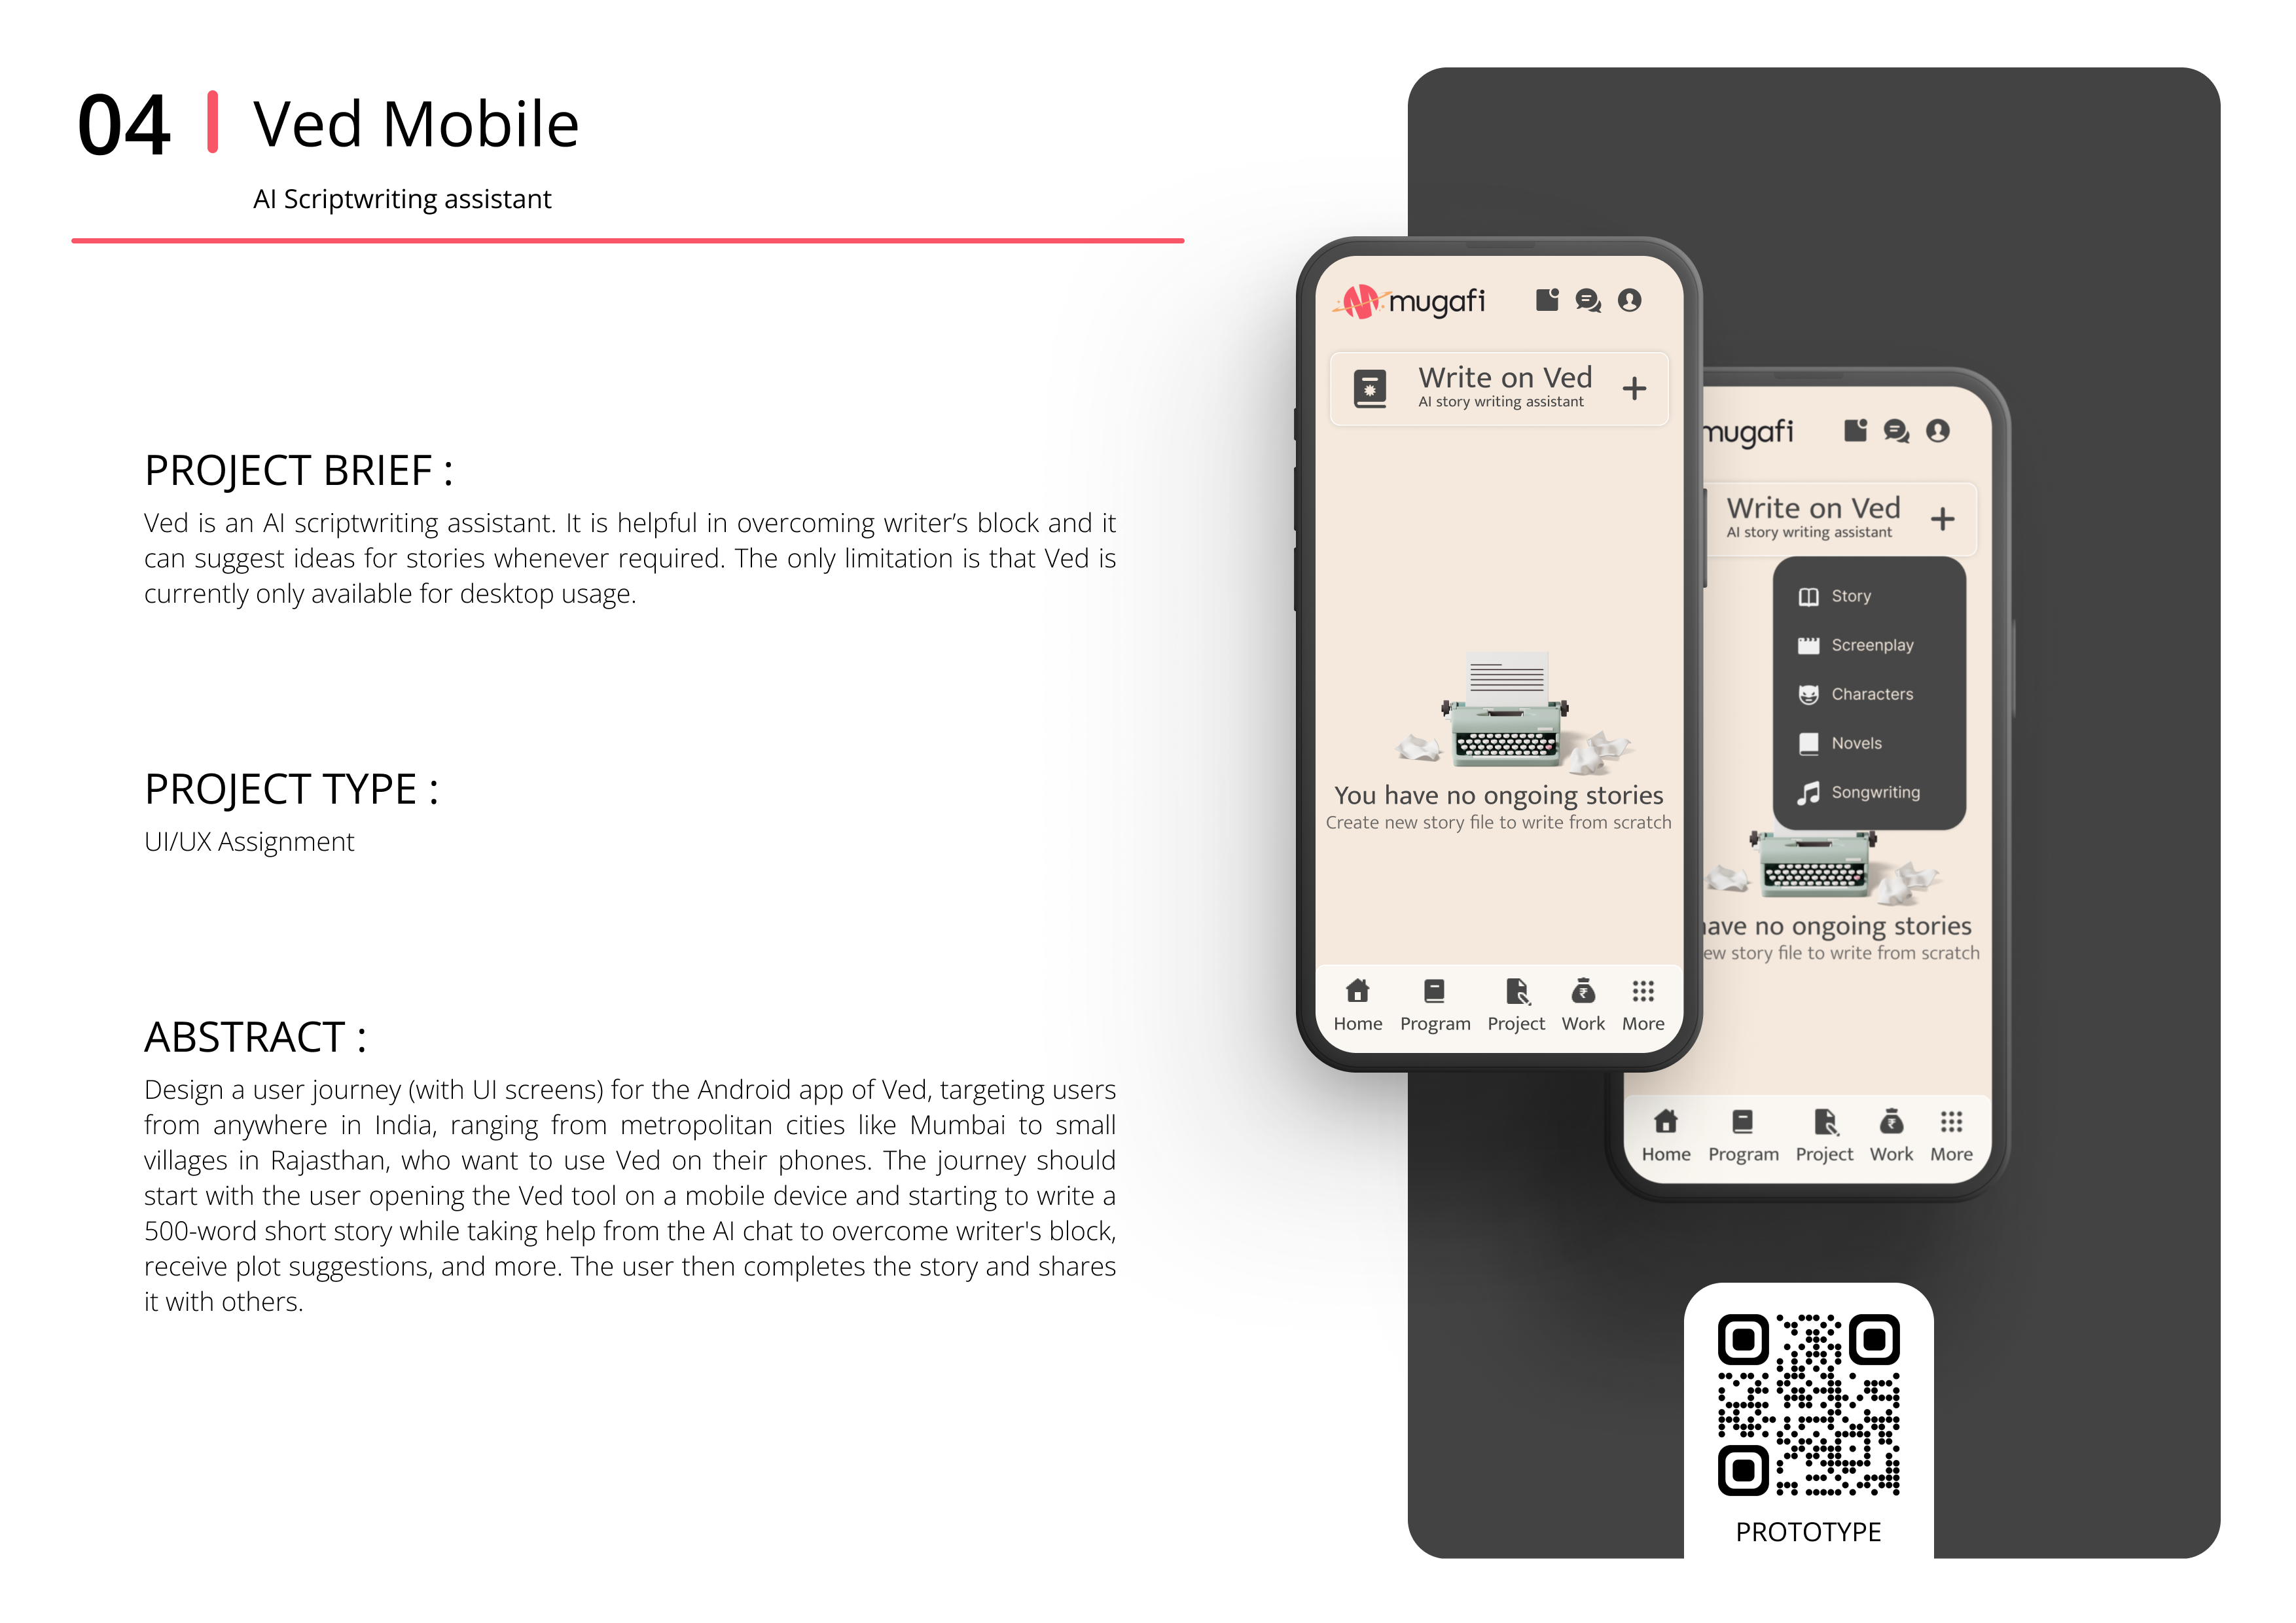 04
Ved Mobile
AI Scriptwriting assistant
PROJECT BRIEF :
Ved is an AI scriptwriting assistant. It is helpful in overcoming writer’s block and it
can suggest ideas for stories whenever required. The only limitation is that Ved is
currently only available for desktop usage.
PROJECT TYPE :
UI/UX Assignment
ABSTRACT :
Design a user journey (with UI screens) for the Android app of Ved, targeting users
from anywhere in India, ranging from metropolitan cities like Mumbai to small
villages in Rajasthan, who want to use Ved on their phones. The journey should
start with the user opening the Ved tool on a mobile device and starting to write a
500-word short story while taking help from the AI chat to overcome writer's block,
receive plot suggestions, and more. The user then completes the story and shares
it with others.
mugafi
Write on Ved
AI story writing assistant
You have no ongoing stories
Create new story file to write from scratch
Home Program Project Work More
mugafi
Write on Ved
AI story writing assistant
Story
Screenplay
Characters
Novels
Songwriting
have no ongoing stories
ew story file to write from scratch
Home Program Project Work More
PROTOTYPE